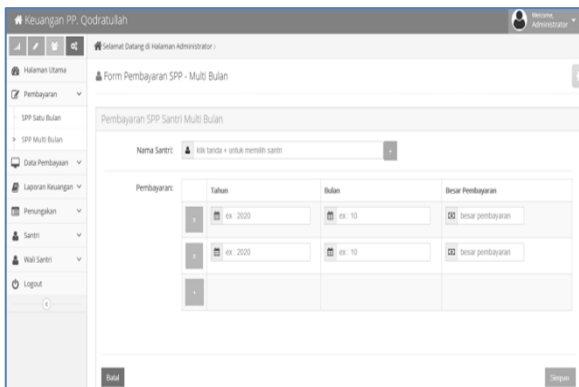 Keuangan PP. Qodratullah
Welcome,
Administrator
Selamat Datang di Halaman Administrator
Halaman Utama
Pembayaran
SPP Satu Bulan
SPP Multi Bulan
Data Pembayaan
Laporan Keuangan
Penungakan
Santri
Wali Santri
Logout
Form Pembayaran SPP - Multi Bulan
Pembayaran SPP Santri Multi Bulan
Nama Santri:
klik tanda + untuk memilih santri
+
Pembayaran:
Tahun Bulan Besar Pembayaran
x ex : 2020 ex : 10 besar pembayaran
x ex : 2020 ex : 10 besar pembayaran
+
Batal
Simpan